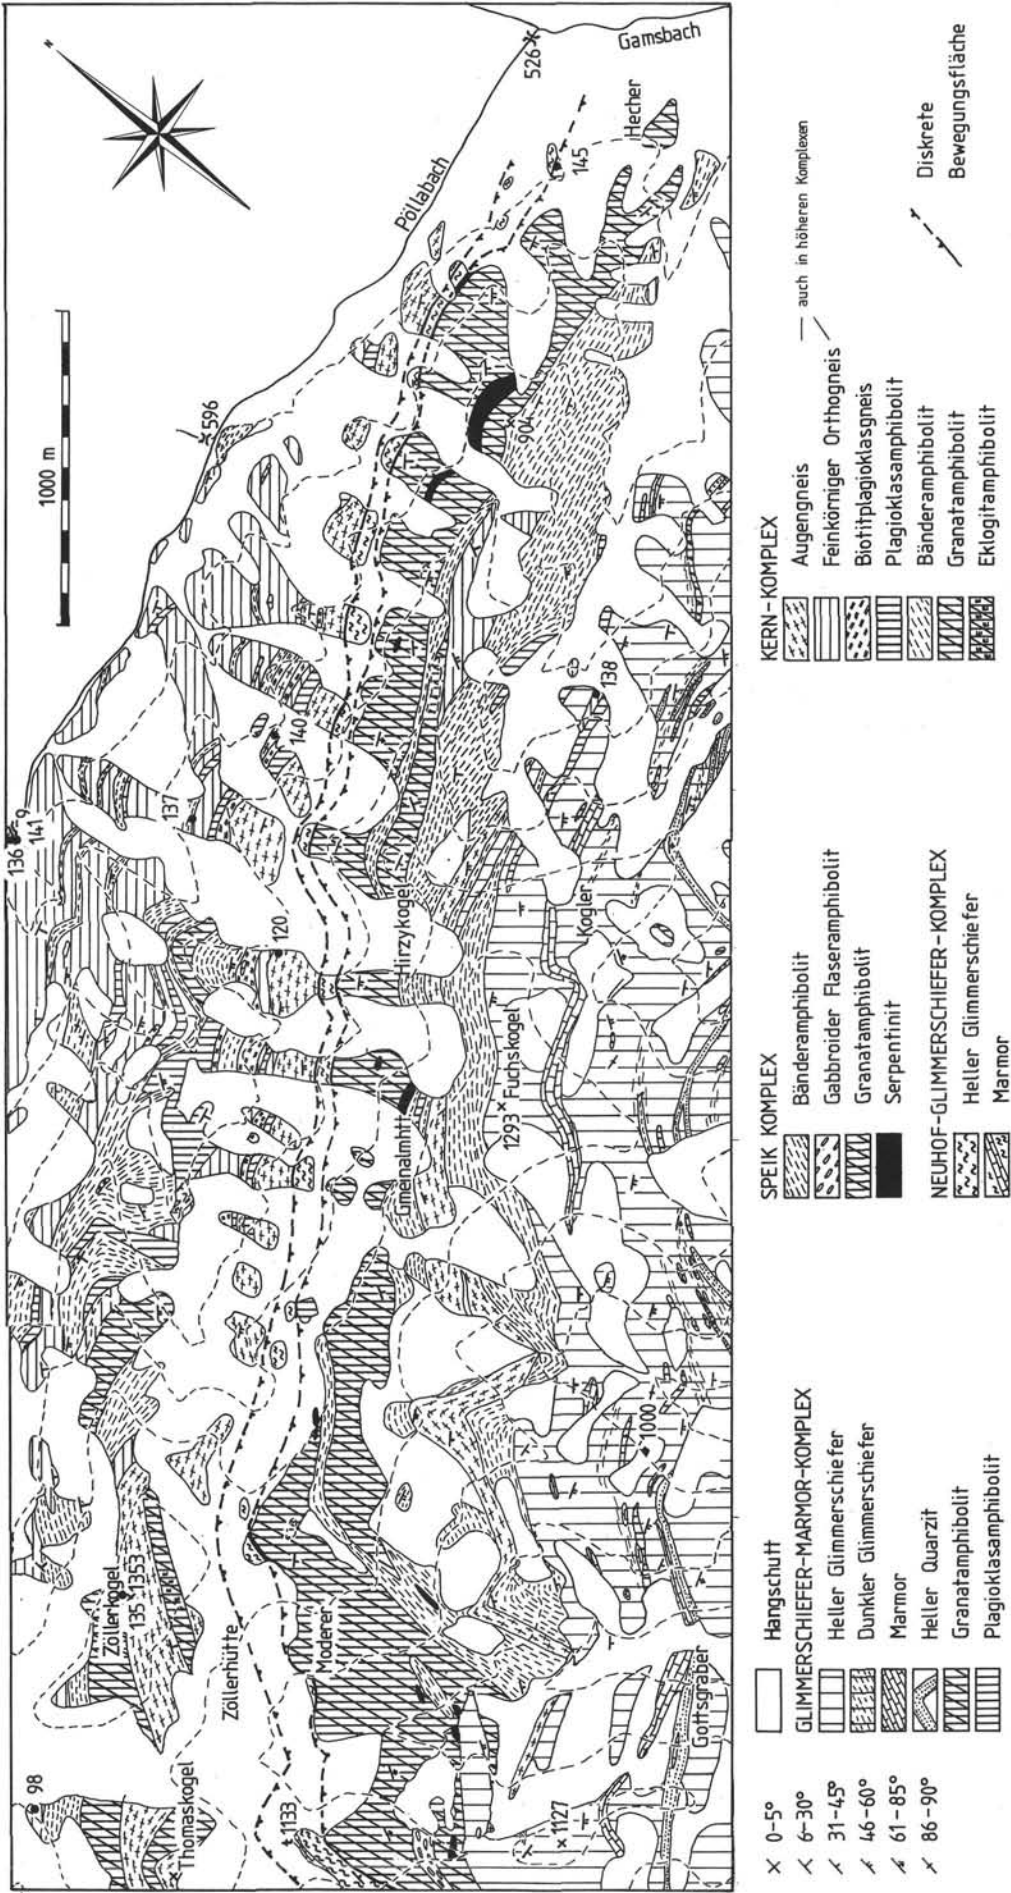 N
Gamsbach
526
Pöllabach
Hecher
145
1000 m
596
904
138
140
137
136
9
141
120
Hirzykogel
Kogler
Fuchskogel
1293
Gmeinalmhtt
1000
Zöllerkogel
135
1353
Moderer
Zöllerhütte
Gottsgraber
98
Thomaskogel
1133
1127
0-5°
6-30°
31-45°
46-60°
61-85°
86-90°
Hangschutt
GLIMMERSCHIEFER-MARMOR-KOMPLEX
Heller Glimmerschiefer
Dunkler Glimmerschiefer
Marmor
Heller Quarzit
Granatamphibolit
Plagioklasamphibolit
SPEIK KOMPLEX
Bänderamphibolit
Gabbroider Flaseramphibolit
Granatamphibolit
Serpentinit
NEUHOF-GLIMMERSCHIEFER-KOMPLEX
Heller Glimmerschiefer
Marmor
KERN-KOMPLEX
Augengneis
Feinkörniger Orthogneis
— auch in höheren Komplexen
Biotitplagioklasgneis
Plagioklasamphibolit
Bänderamphibolit
Granatamphibolit
Eklogitamphibolit
Diskrete
Bewegungsfläche